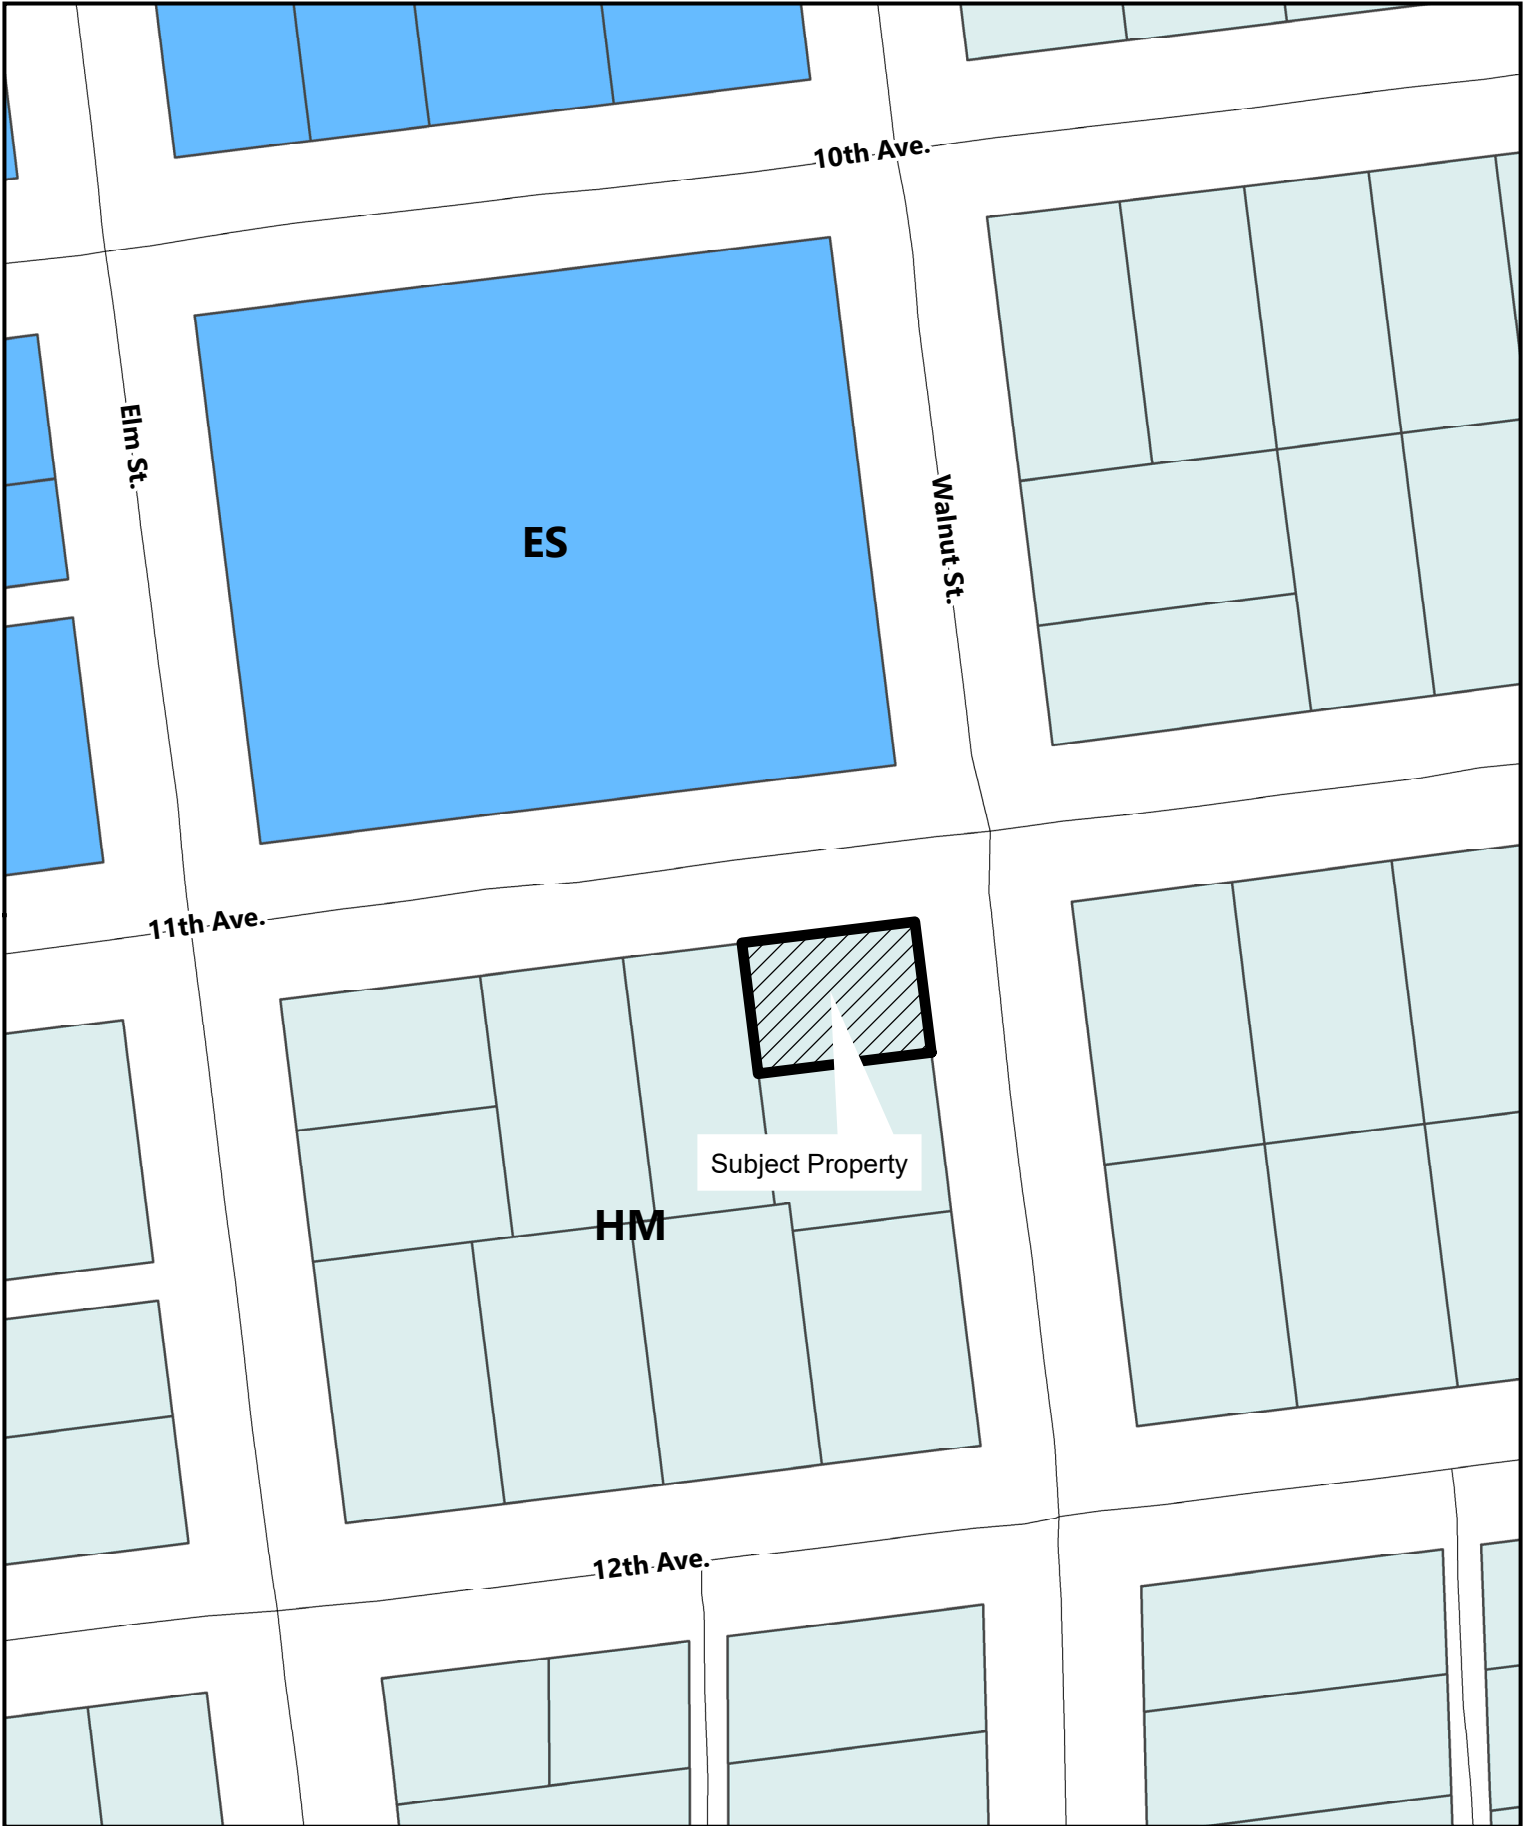 10th Ave.
Elm St.
Walnut St.
ES
11th Ave.
Subject Property
HM
12th Ave.